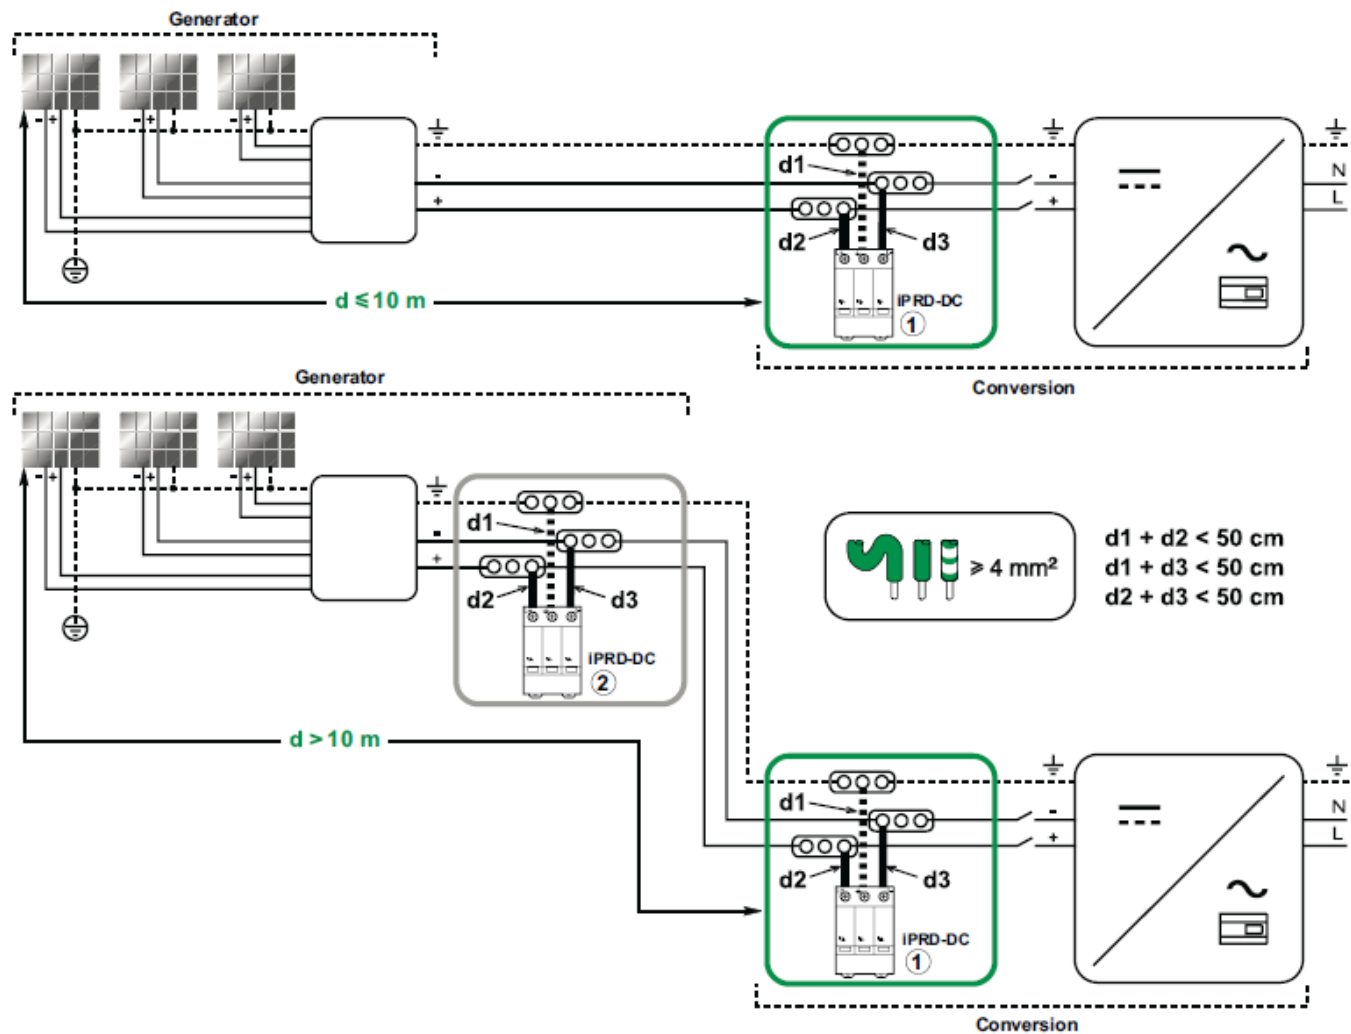 Generator
- +
- +
- +
-
+
d1
d2
d3
- N
+ L
d ≤ 10 m
iPRD-DC
1
Conversion
Generator
- +
- +
- +
-
+
d1
d2
d3
iPRD-DC
2
⩾ 4 mm²
d1 + d2 < 50 cm
d1 + d3 < 50 cm
d2 + d3 < 50 cm
d > 10 m
d1
d2
d3
- N
+ L
iPRD-DC
1
Conversion